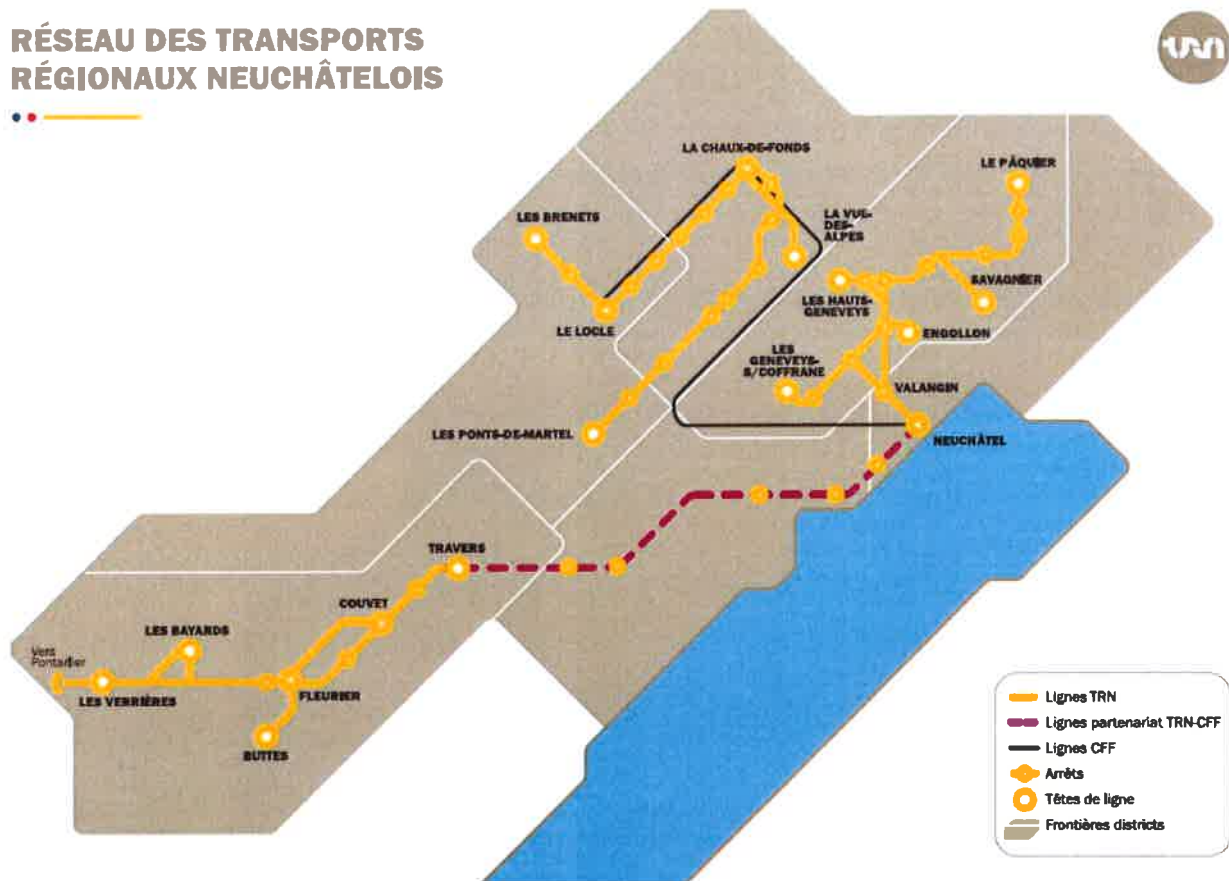 RÉSEAU DES TRANSPORTS
RÉGIONAUX NEUCHÂTELOIS
trn
LA CHAUX-DE-FONDS
LE PÂQUIER
LES BRENETS
LA VUE-
DES-
ALPES
SAVAGNIER
LES HAUTS-
GENEVEYS
LE LOCLE
ENGOLLON
LES
GENEVEYS-
S/COFFRANE
VALANGIN
LES PONTS-DE-MARTEL
NEUCHÂTEL
TRAVERS
COUVET
LES BAYARDS
Vers
Pontarlier
LES VERRIÈRES
FLEURIER
BUTTES
Lignes TRN
Lignes partenariat TRN-CFF
Lignes CFF
Arrêts
Têtes de ligne
Frontières districts